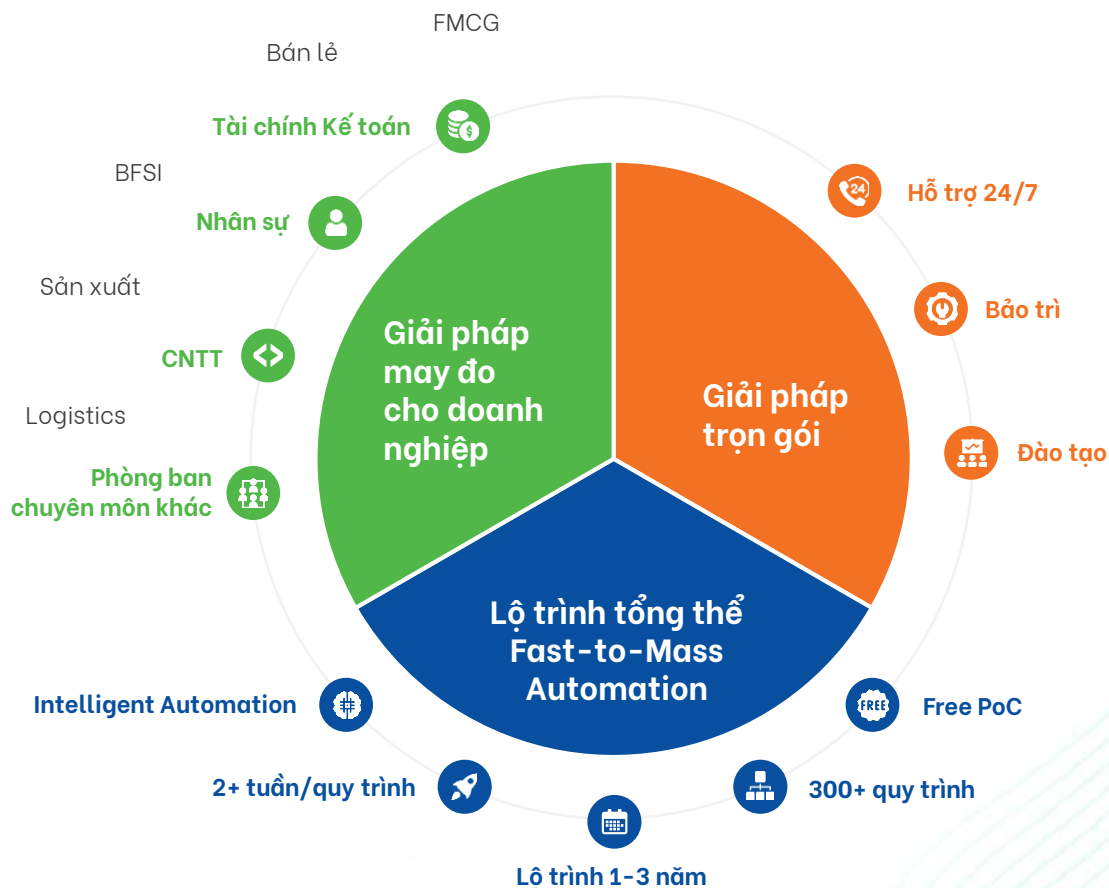 FMCG
Bán lẻ
Tài chính Kế toán
BFSI
Nhân sự
Sản xuất
CNTT
Logistics
Phòng ban
chuyên môn khác
Giải pháp
may đo
cho doanh
nghiệp
24
Hỗ trợ 24/7
Bảo trì
Đào tạo
Giải pháp
trọn gói
Lộ trình tổng thể
Fast-to-Mass
Automation
Intelligent Automation
2+ tuần/quy trình
Lộ trình 1-3 năm
300+ quy trình
FREE
Free PoC
$